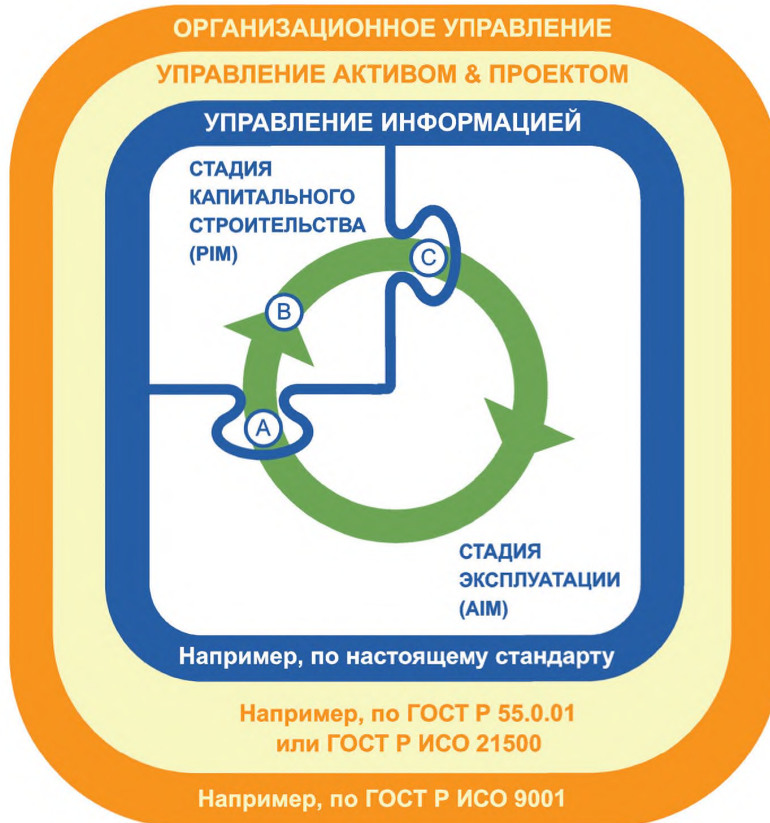 ОРГАНИЗАЦИОННОЕ УПРАВЛЕНИЕ
УПРАВЛЕНИЕ АКТИВОМ & ПРОЕКТОМ
УПРАВЛЕНИЕ ИНФОРМАЦИЕЙ
СТАДИЯ
КАПИТАЛЬНОГО
СТРОИТЕЛЬСТВА
(PIM)
C
B
A
СТАДИЯ
ЭКСПЛУАТАЦИИ
(AIM)
Например, по настоящему стандарту
Например, по ГОСТ Р 55.0.01
или ГОСТ Р ИСО 21500
Например, по ГОСТ Р ИСО 9001